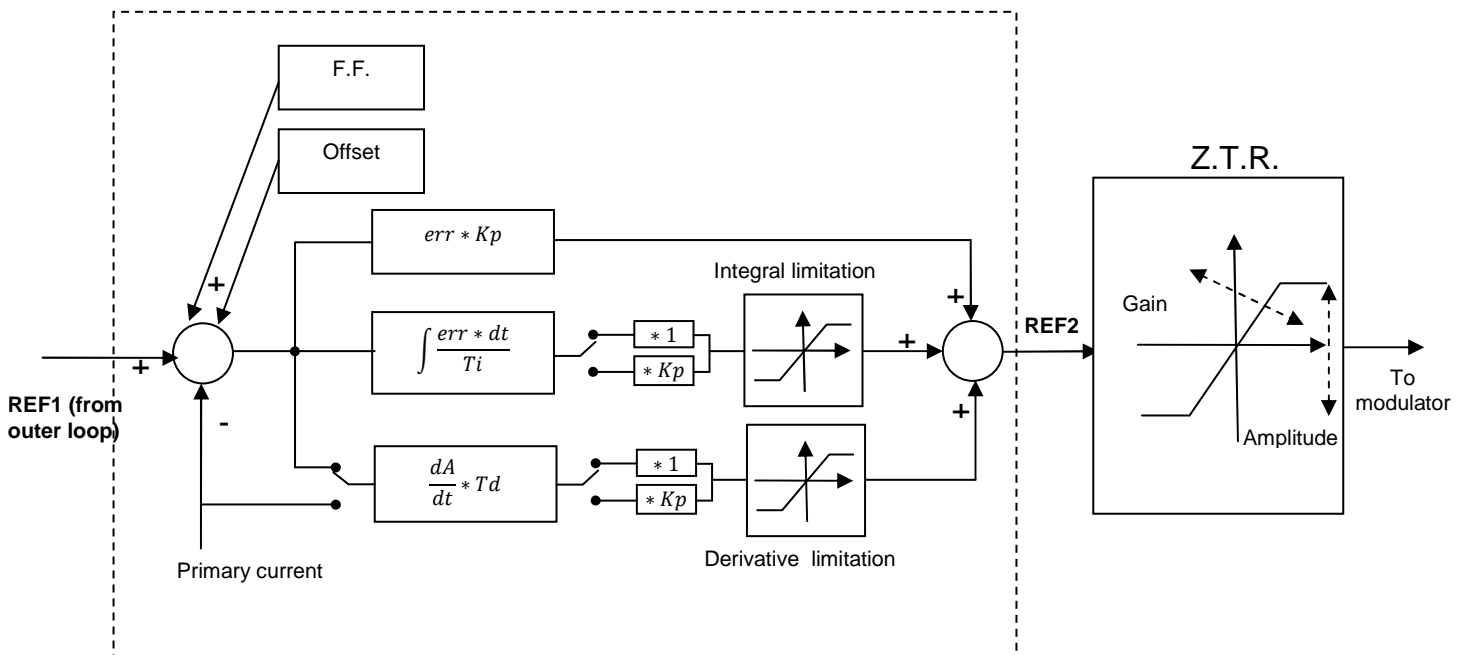 F.F.
Offset
Z.T.R.
+
err * Kp
Integral limitation
+
Gain
REF2
∫ err * dt / Ti
* 1
* Kp
+
+
To
modulator
REF1 (from
outer loop)
-
+
Amplitude
dA / dt * Td
* 1
* Kp
Primary current
Derivative limitation